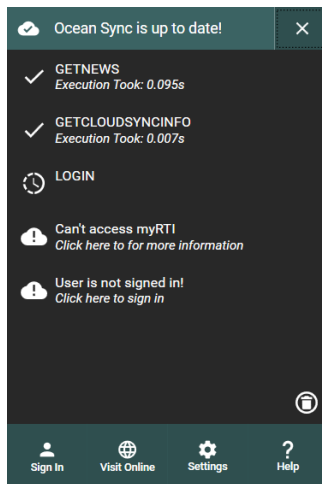 Ocean Sync is up to date!
GETNEWS
Execution Took: 0.095s
GETCLOUDSYNCINFO
Execution Took: 0.007s
LOGIN
Can't access myRTI
Click here to for more information
User is not signed in!
Click here to sign in
Sign In
Visit Online
Settings
Help